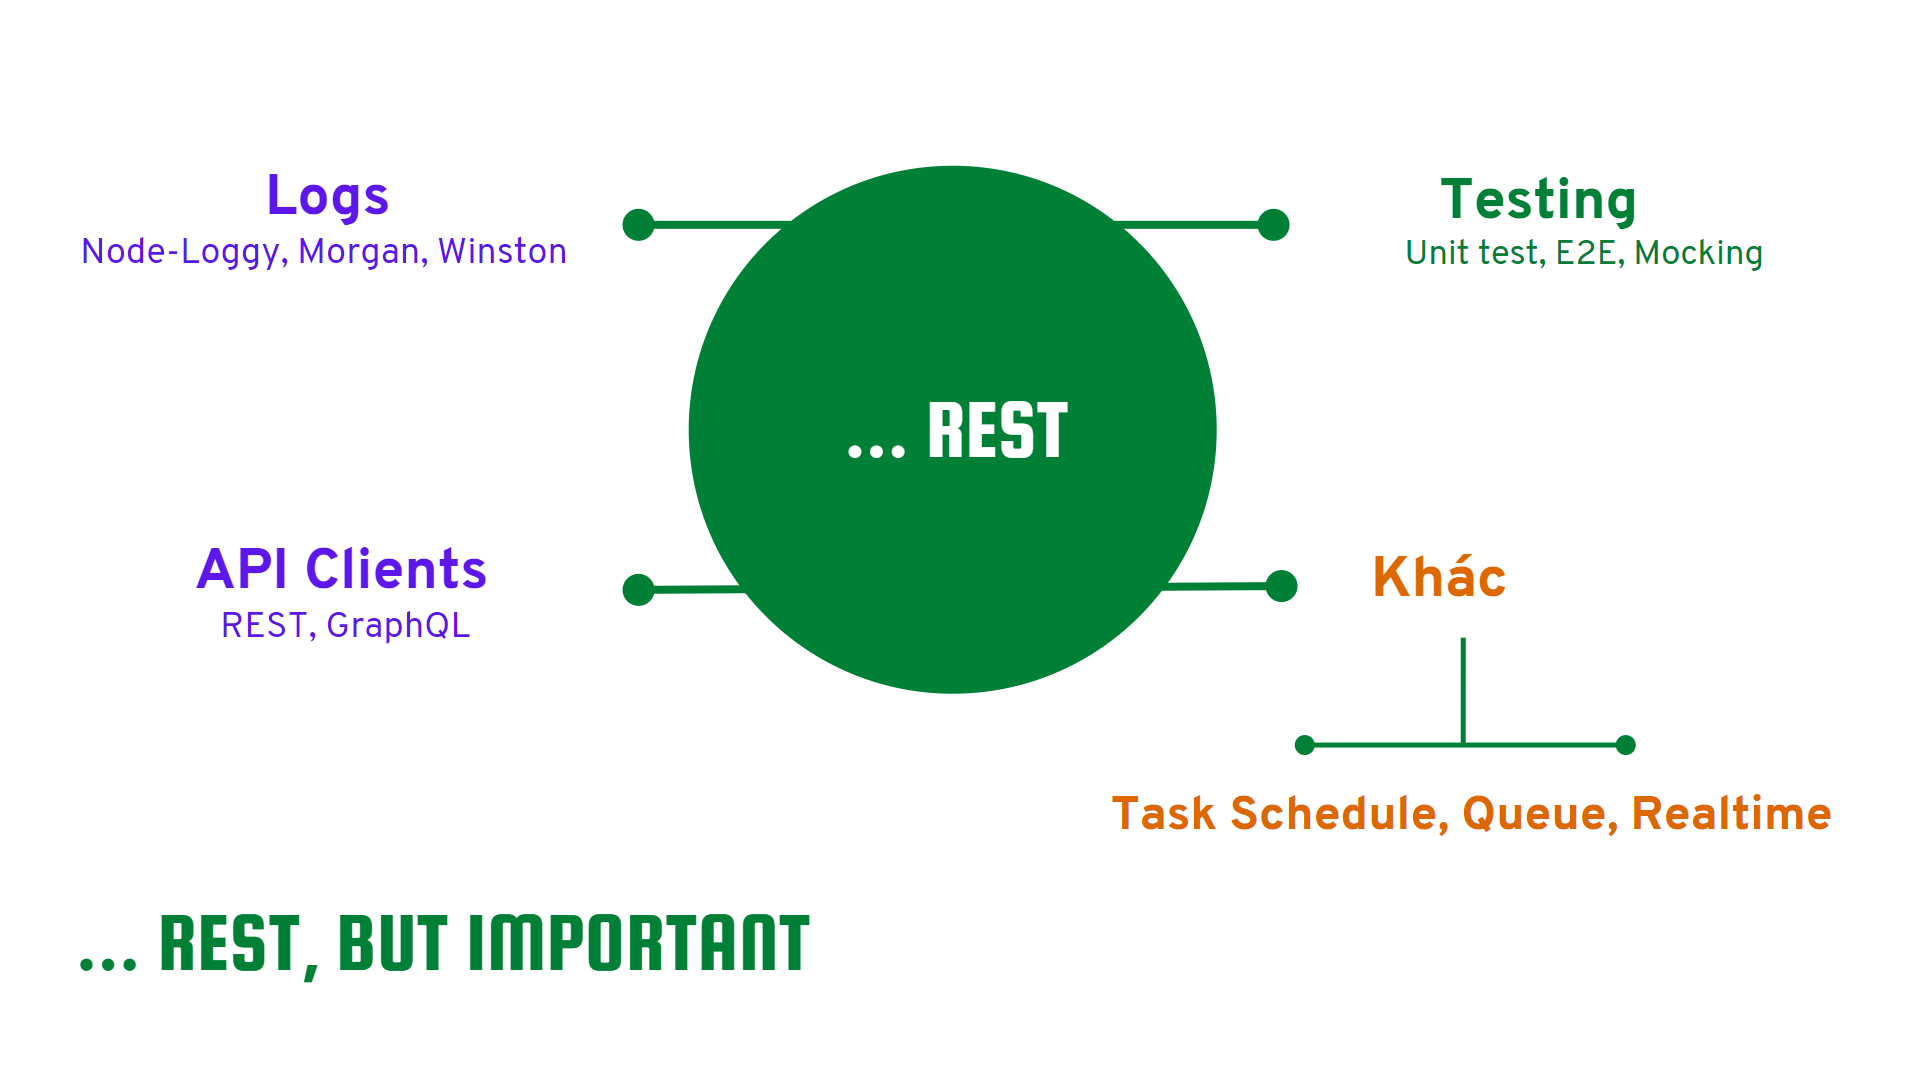 Logs
Node-Loggy, Morgan, Winston
Testing
Unit test, E2E, Mocking
... REST
API Clients
REST, GraphQL
Khác
Task Schedule, Queue, Realtime
... REST, BUT IMPORTANT